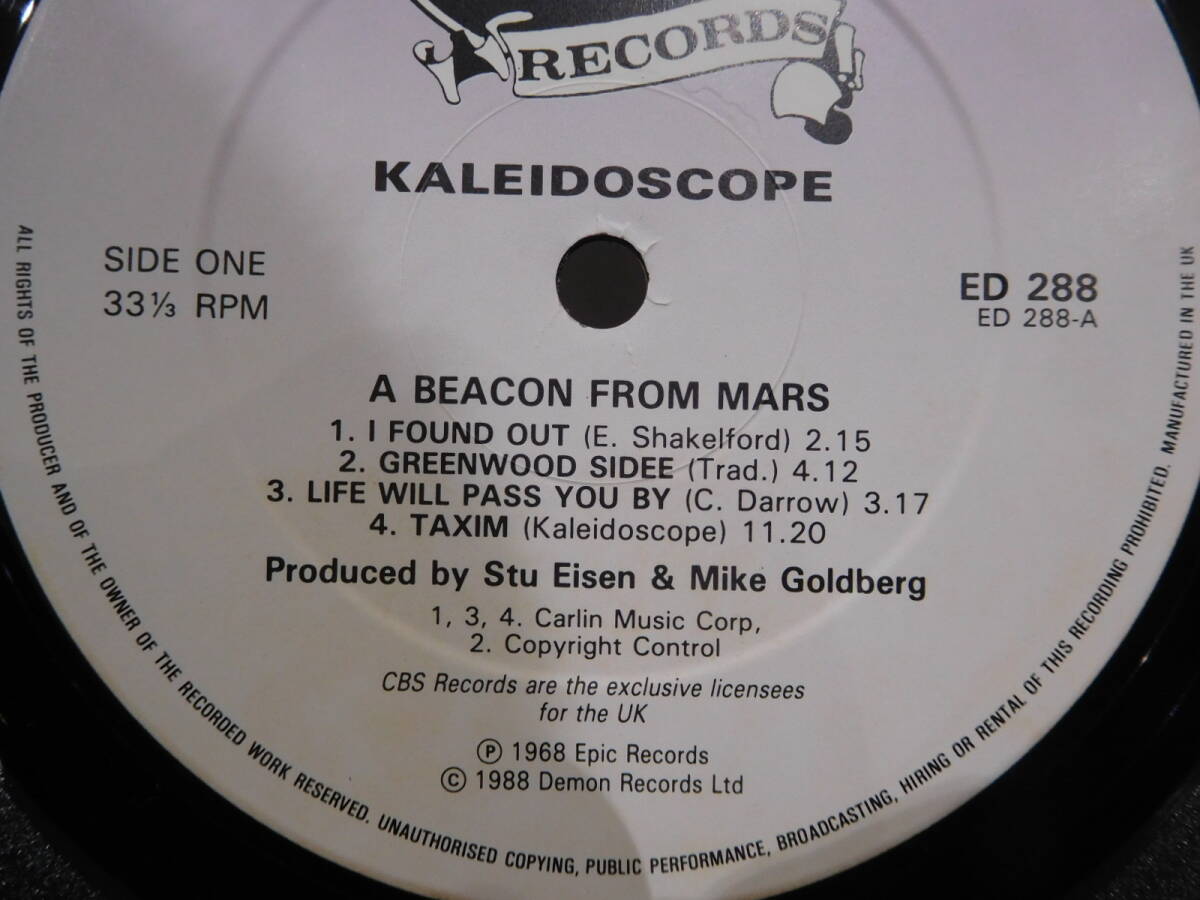 RECORDS
KALEIDOSCOPE
SIDE ONE
33⅓ RPM
ED 288
ED 288-A
A BEACON FROM MARS
1. I FOUND OUT (E. Shakelford) 2.15
2. GREENWOOD SIDEE (Trad.) 4.12
3. LIFE WILL PASS YOU BY (C. Darrow) 3.17
4. TAXIM (Kaleidoscope) 11.20
Produced by Stu Eisen & Mike Goldberg
1, 3, 4. Carlin Music Corp,
2. Copyright Control
CBS Records are the exclusive licensees
for the UK
Ⓟ 1968 Epic Records
© 1988 Demon Records Ltd
ALL RIGHTS OF THE PRODUCER AND OF THE OWNER OF THE RECORDED WORK RESERVED. UNAUTHORISED COPYING, PUBLIC PERFORMANCE, BROADCASTING, HIRING OR RENTAL OF THIS RECORDING PROHIBITED. MANUFACTURED IN THE UK